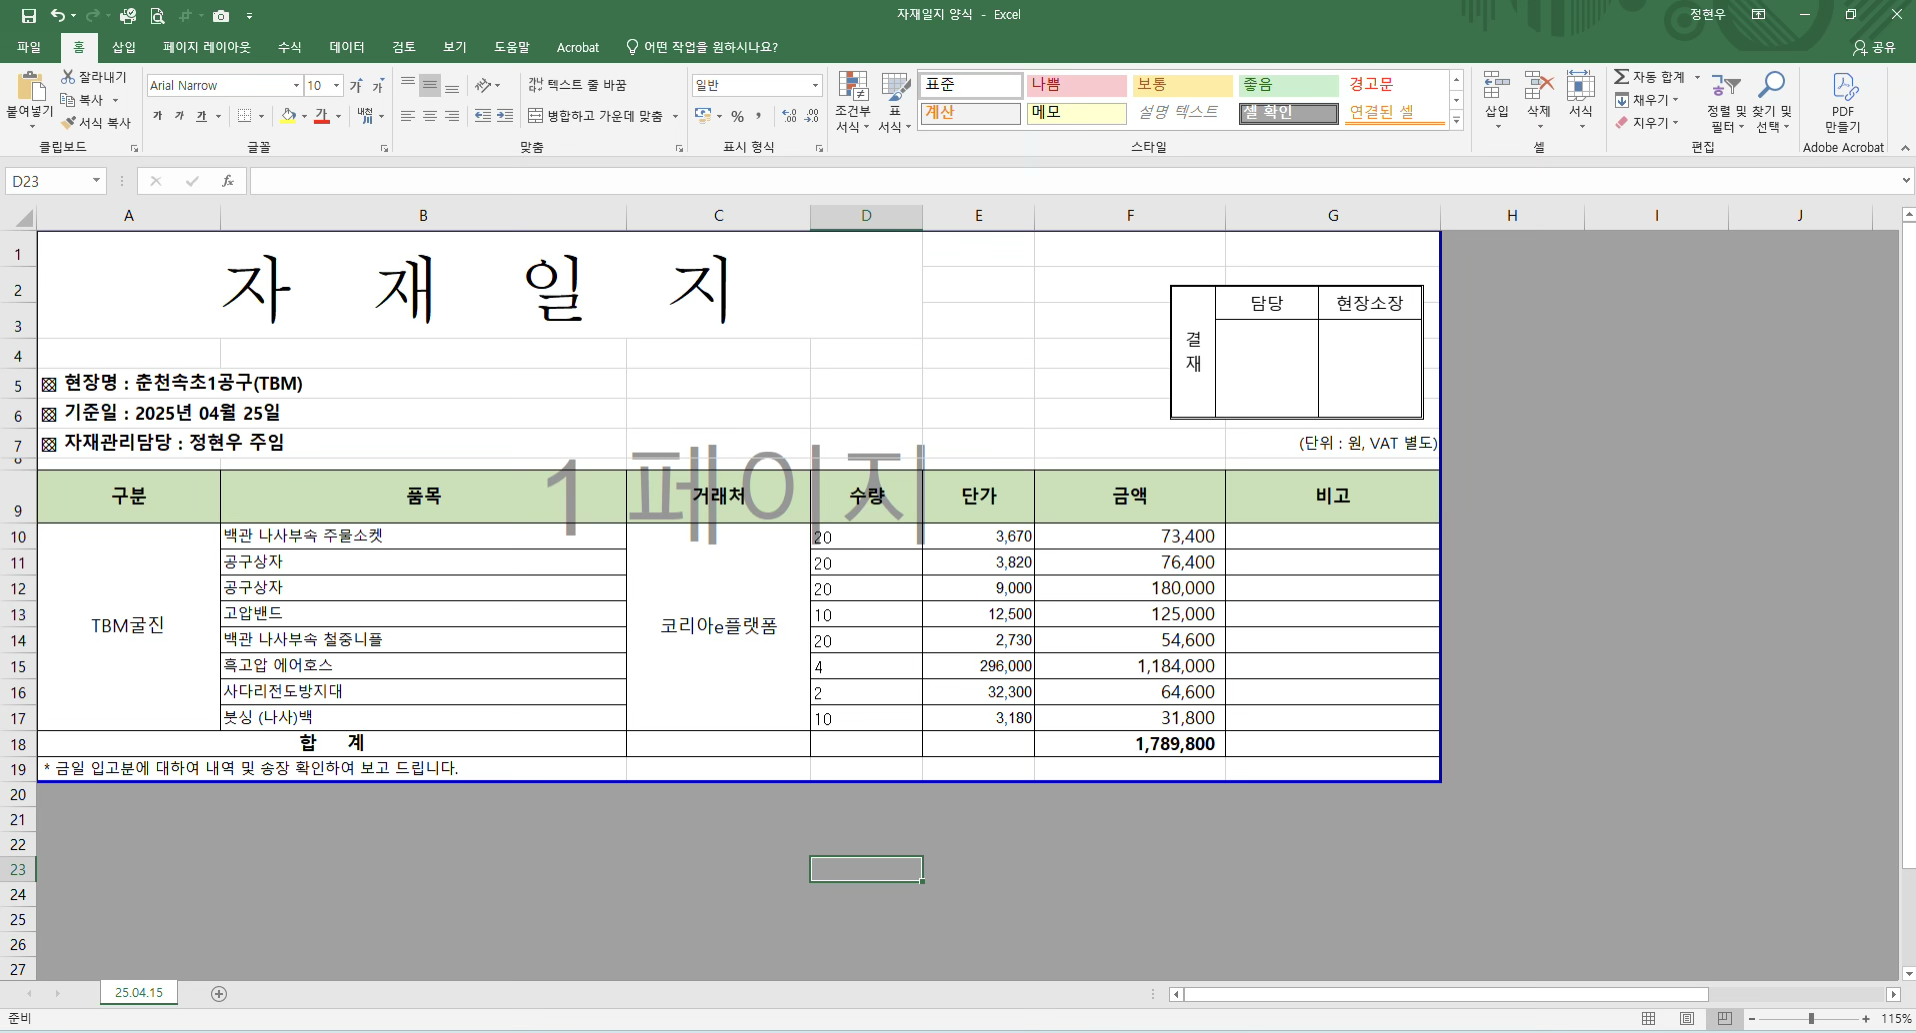 자재일지 양식 - Excel
정현우
파일 홈 삽입 페이지 레이아웃 수식 데이터 검토 보기 도움말 Acrobat 어떤 작업을 원하시나요? 공유
붙여넣기
잘라내기
복사
서식 복사
클립보드
Arial Narrow 10
가 가 가
글꼴
텍스트 줄 바꿈
병합하고 가운데 맞춤
맞춤
일반
표시 형식
조건부 서식
표 서식
표준 나쁨 보통 좋음 경고문
계산 메모 설명 텍스트 셀 확인 연결된 셀
스타일
삽입 삭제 서식
셀
자동 합계
채우기
지우기
정렬 및 필터
찾기 및 선택
편집
PDF 만들기
Adobe Acrobat
D23
fx
A B C D E F G H I J
1
2
3
4
5
6
7
8
9
10
11
12
13
14
15
16
17
18
19
20
21
22
23
24
25
26
27
자 재 일 지
결재 담당 현장소장
▩ 현장명 : 춘천속초1공구(TBM)
▩ 기준일 : 2025년 04월 25일
▩ 자재관리담당 : 정현우 주임
(단위 : 원, VAT 별도)
1 페이지
구분 품목 거래처 수량 단가 금액 비고
TBM굴진
코리아e플랫폼
백관 나사부속 주물소켓 20 3,670 73,400
공구상자 20 3,820 76,400
공구상자 20 9,000 180,000
고압밴드 10 12,500 125,000
백관 나사부속 철중니플 20 2,730 54,600
흑고압 에어호스 4 296,000 1,184,000
사다리전도방지대 2 32,300 64,600
붓싱 (나사)백 10 3,180 31,800
합 계 1,789,800
* 금일 입고분에 대하여 내역 및 송장 확인하여 보고 드립니다.
25.04.15
준비
115%